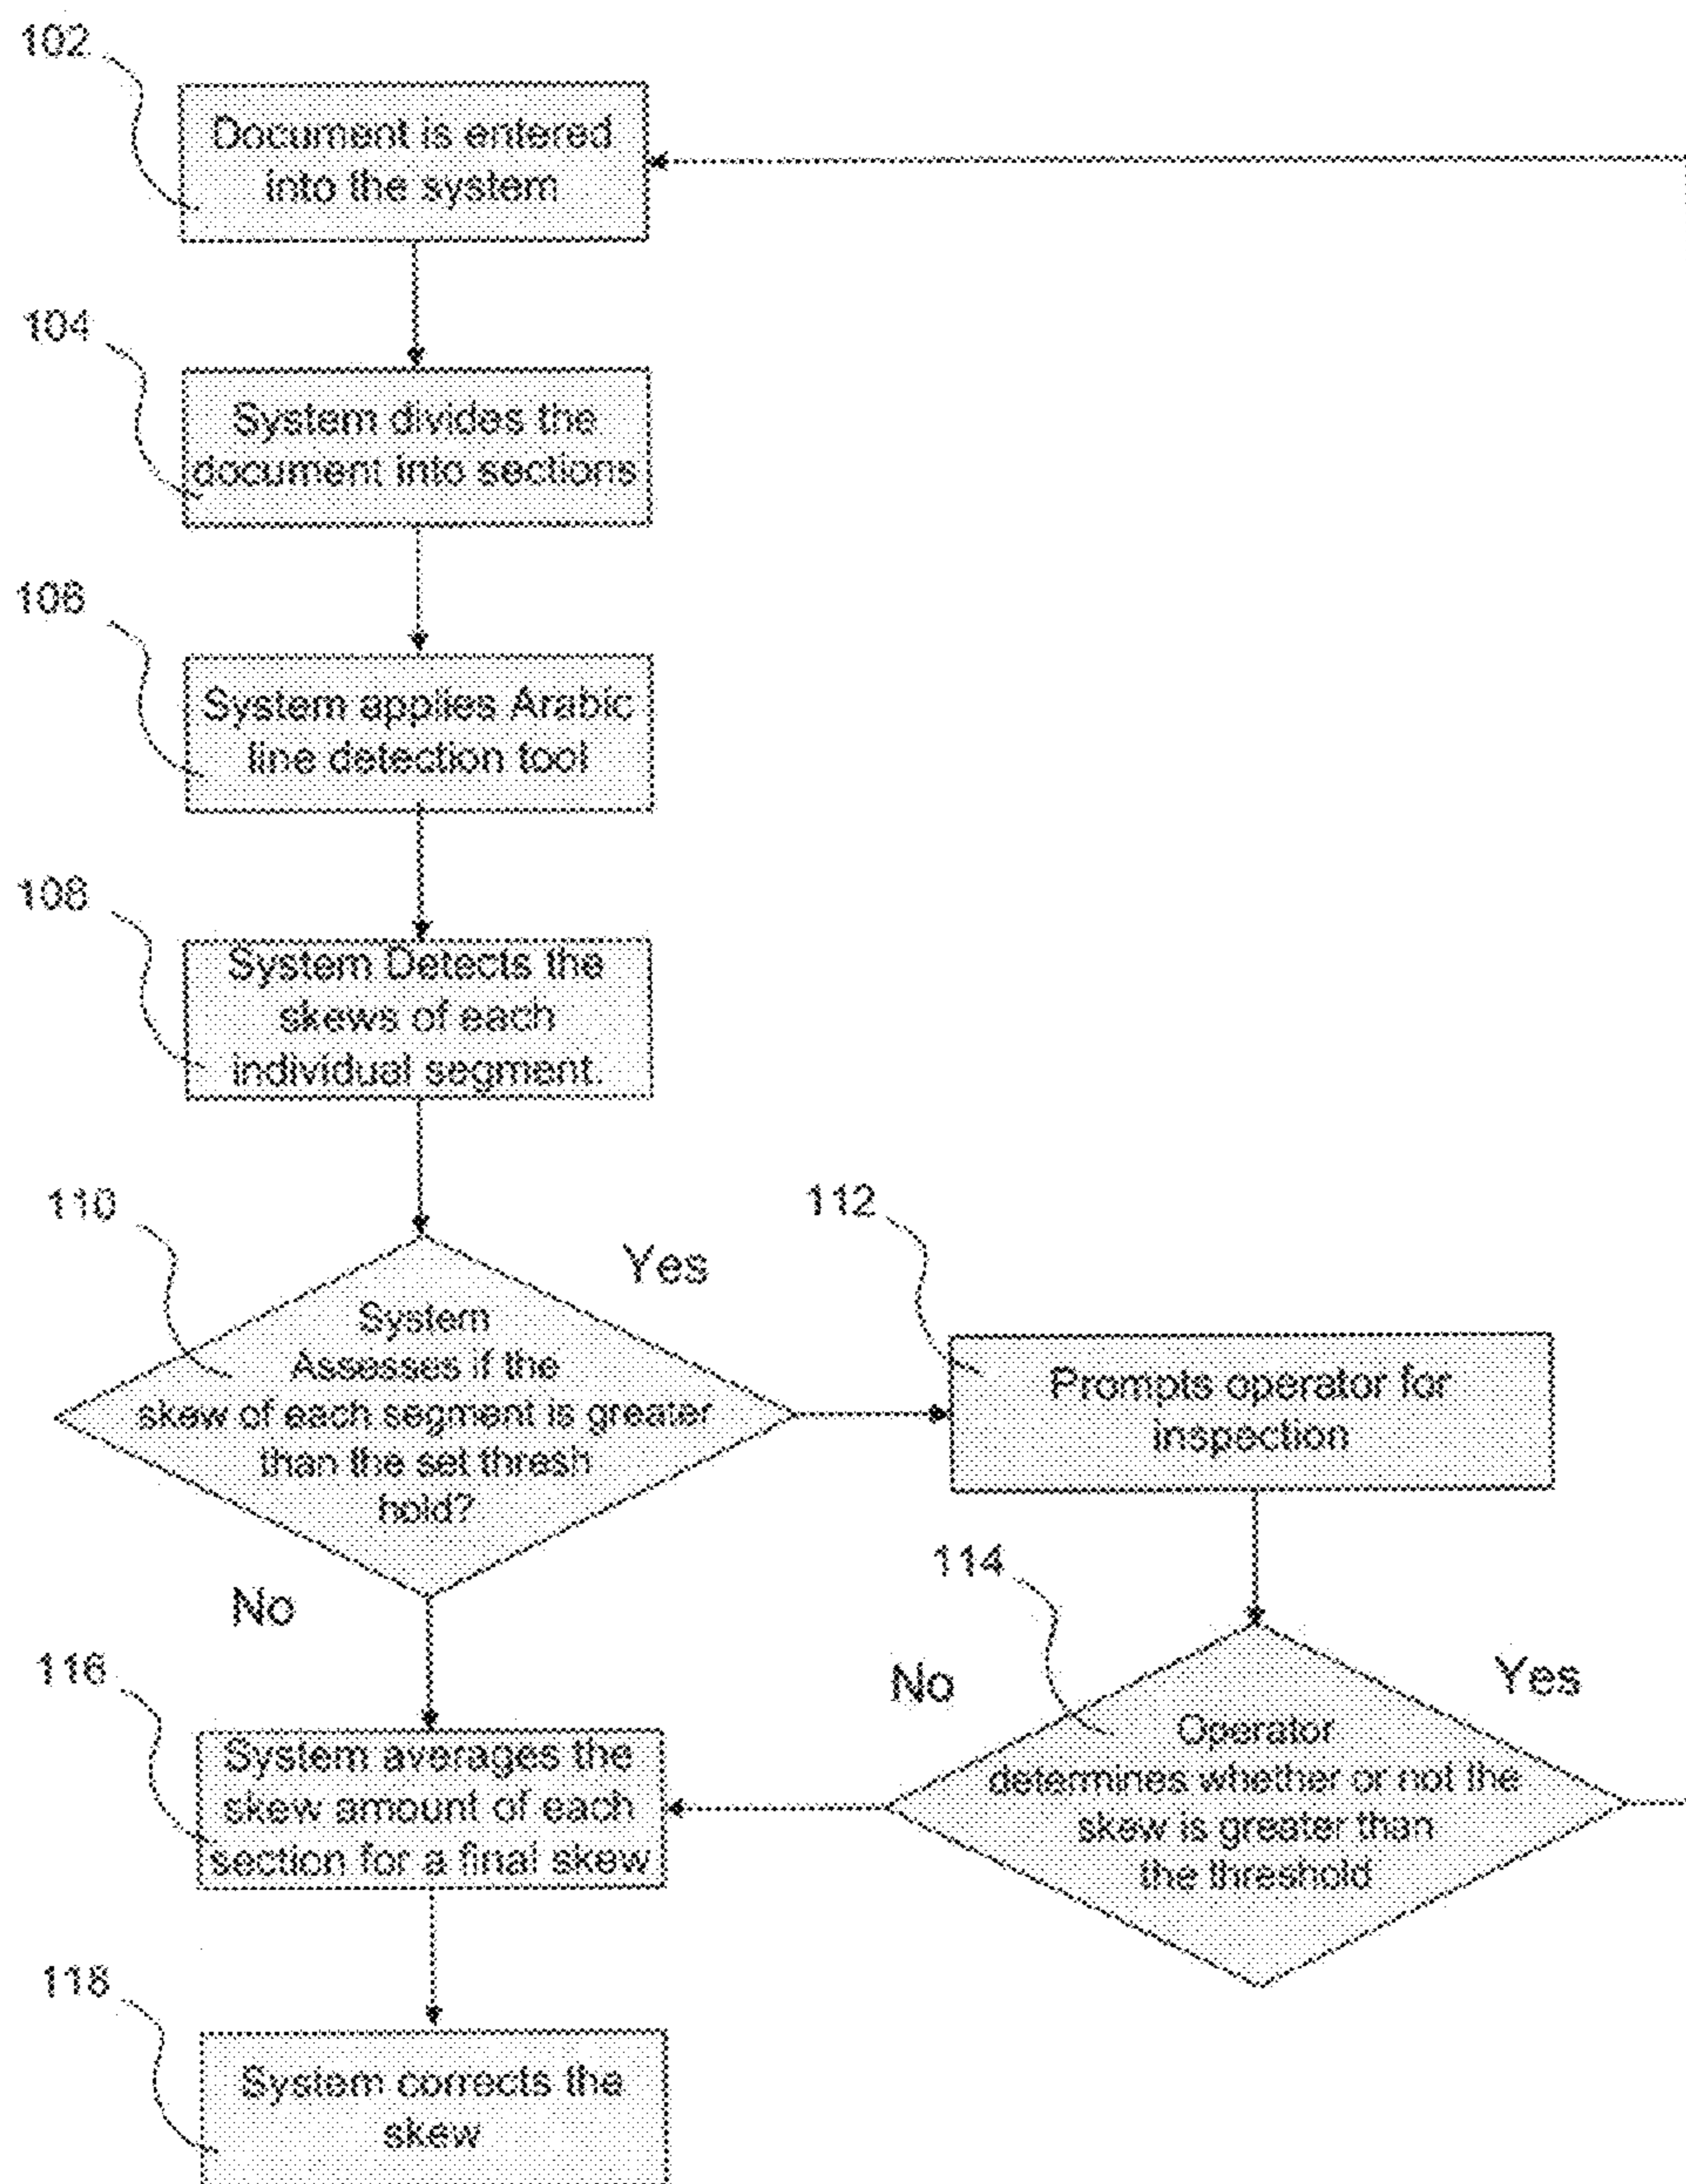 102
Document is entered
into the system
104
System divides the
document into sections
106
System applies Arabic
line detection tool
108
System Detects the
skews of each
individual segment.
110
Yes
System
Assesses if the
skew of each segment is greater
than the set thresh
hold?
No
112
Prompts operator for
inspection
114
No
Yes
Operator
determines whether or not the
skew is greater than
the threshold
116
System averages the
skew amount of each
section for a final skew
118
System corrects the
skew